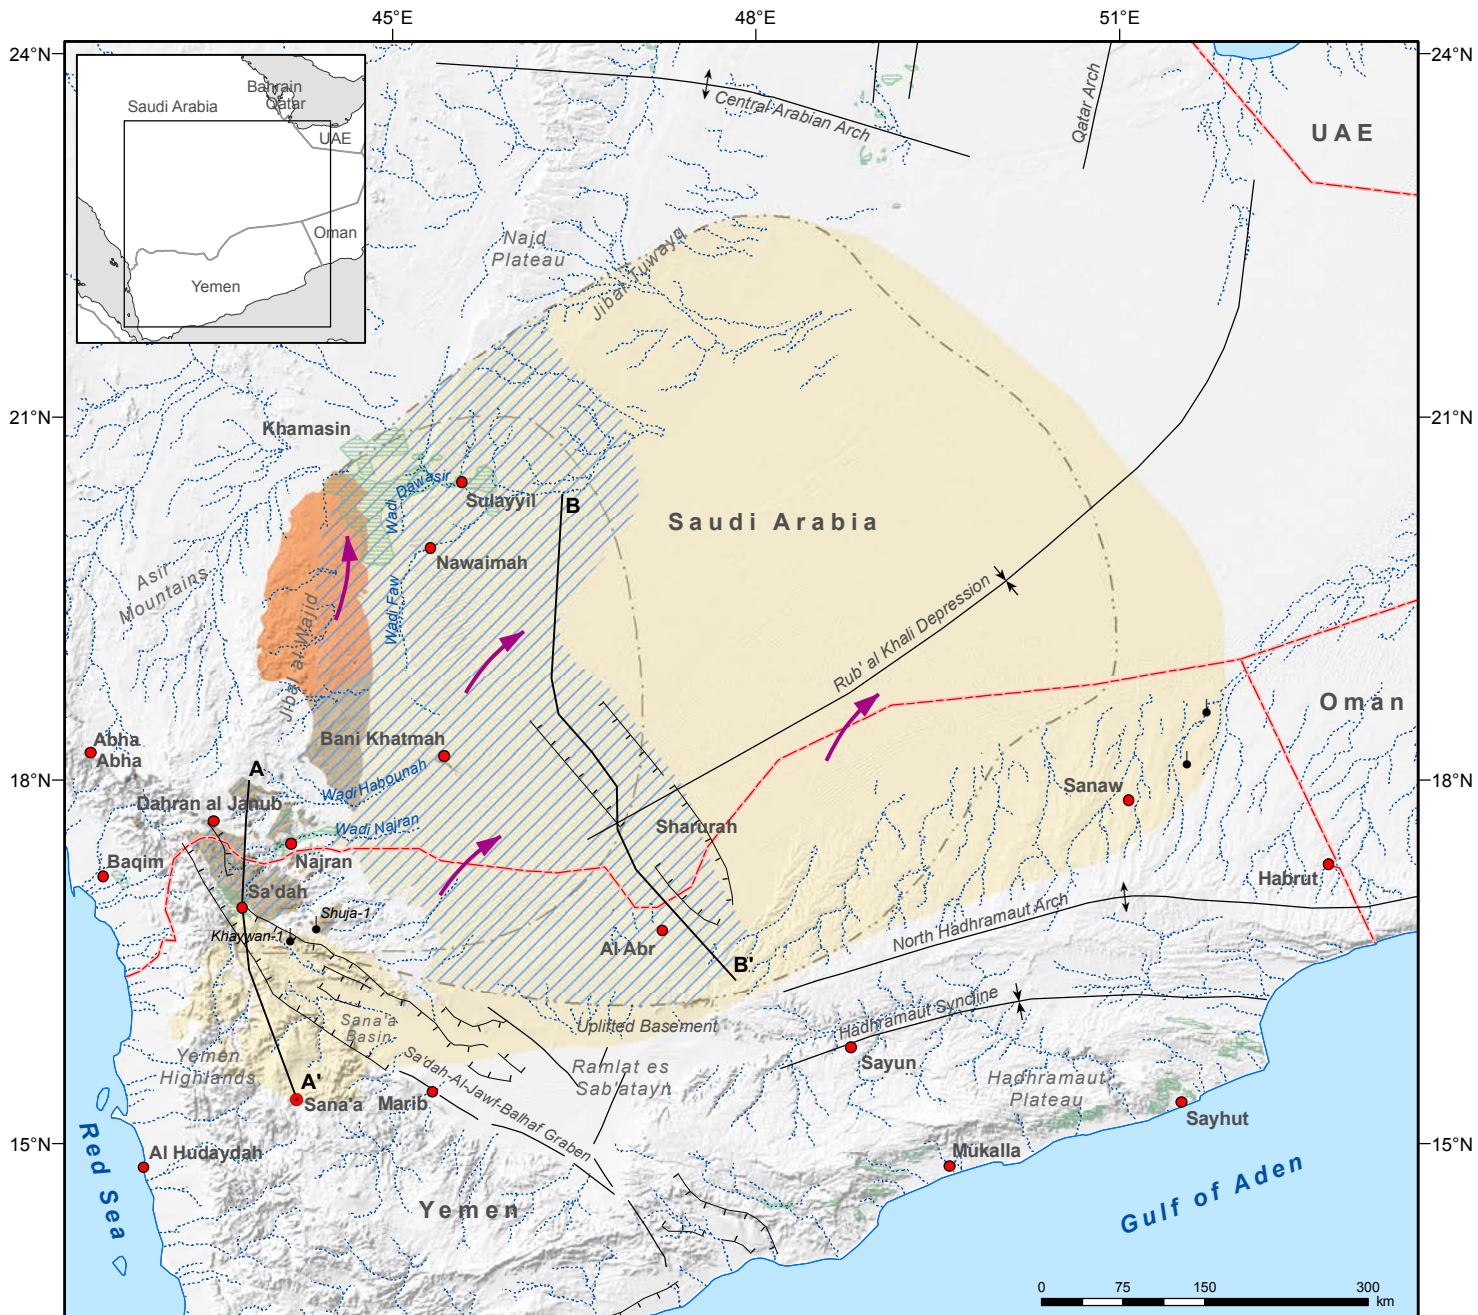 45°E
48°E
51°E
24°N
24°N
Bahrain
Qatar
Saudi Arabia
UAE
Oman
Yemen
Central Arabian Arch
Qatar Arch
UAE
Najd
Plateau
Jibal Tuwayq
21°N
21°N
Khamasin
Wadi Dawasir
Sulayyil
B
Saudi Arabia
Nawaimah
Asir
Mountains
Wadi Faw
Jibal al Wajid
Rub' al Khali Depression
Oman
Abha
Abha
Bani Khatmah
A
18°N
18°N
Wadi Habounah
Sanaw
Dahran al Janub
Wadi Najran
Sharurah
Najran
Baqim
Habrut
Sa'dah
Shuja-1
Khaywan-1
North Hadhramaut Arch
Al Abr
B'
Hadhramaut Syncline
Sana'a
Basin
Uplifted Basement
Yemen
Highlands
Sa'dah-Al-Jawf-Balhaf Graben
Ramlat es
Sab'atayn
Sayun
Hadhramaut
Plateau
A'
Sana'a
Marib
Sayhut
15°N
15°N
Red Sea
Al Hudaydah
Mukalla
Yemen
Gulf of Aden
0
75
150
300
km